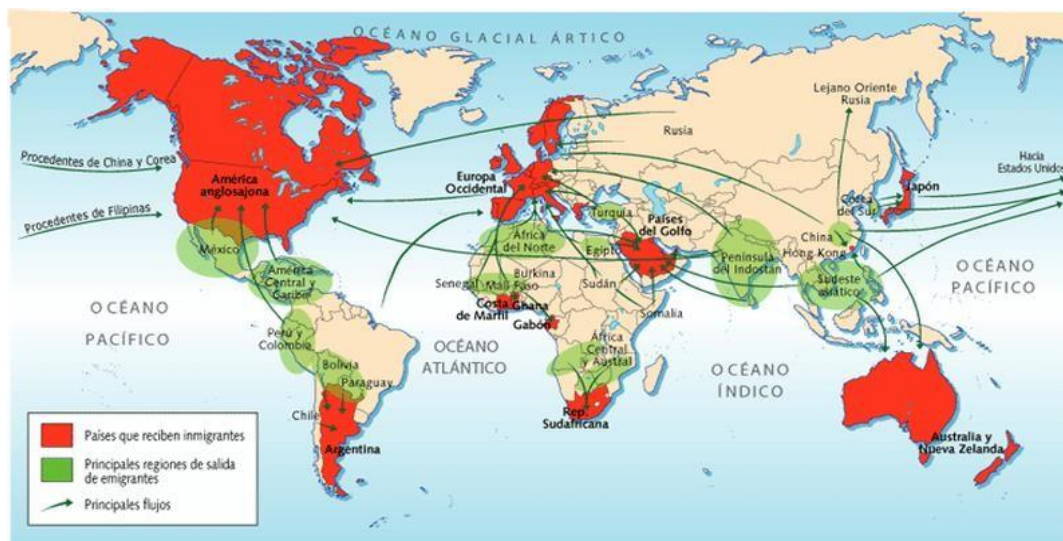 OCÉANO GLACIAL ÁRTICO
Lejano Oriente
Rusia
Rusia
Procedentes de China y Corea
América
anglosajona
Procedentes de Filipinas
Europa
Occidental
Hacia
Estados Unidos
Japón
Corea
del Sur
Turquía
Países
del Golfo
China
México
África
del Norte
Egipto
Península
del Indostán
Hong Kong
América
Central y
Caribe
Senegal
Malí
Burkina
Faso
Sudán
Sudeste
asiático
OCÉANO
PACÍFICO
Costa
de Marfil
Ghana
Gabón
Somalia
OCÉANO
PACÍFICO
Perú y
Colombia
OCÉANO
ATLÁNTICO
África
Central
y Austral
OCÉANO
ÍNDICO
Bolivia
Paraguay
Chile
Argentina
Rep.
Sudafricana
Australia y
Nueva Zelanda
Países que reciben inmigrantes
Principales regiones de salida
de emigrantes
Principales flujos